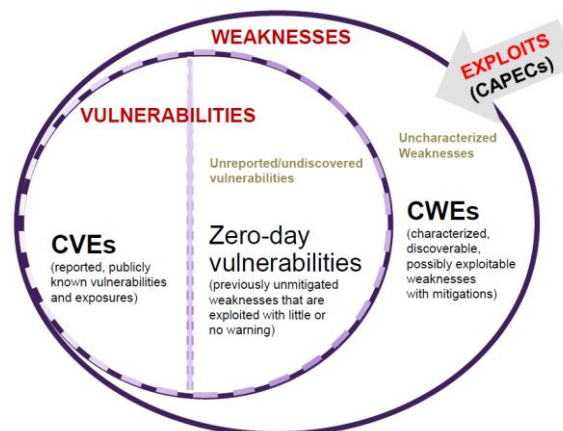 WEAKNESSES
EXPLOITS
(CAPECs)
VULNERABILITIES
Uncharacterized
Weaknesses
Unreported/undiscovered
vulnerabilities
CVEs
(reported, publicly
known vulnerabilities
and exposures)
Zero-day
vulnerabilities
(previously unmitigated
weaknesses that are
exploited with little or
no warning)
CWEs
(characterized,
discoverable,
possibly exploitable
weaknesses
with mitigations)